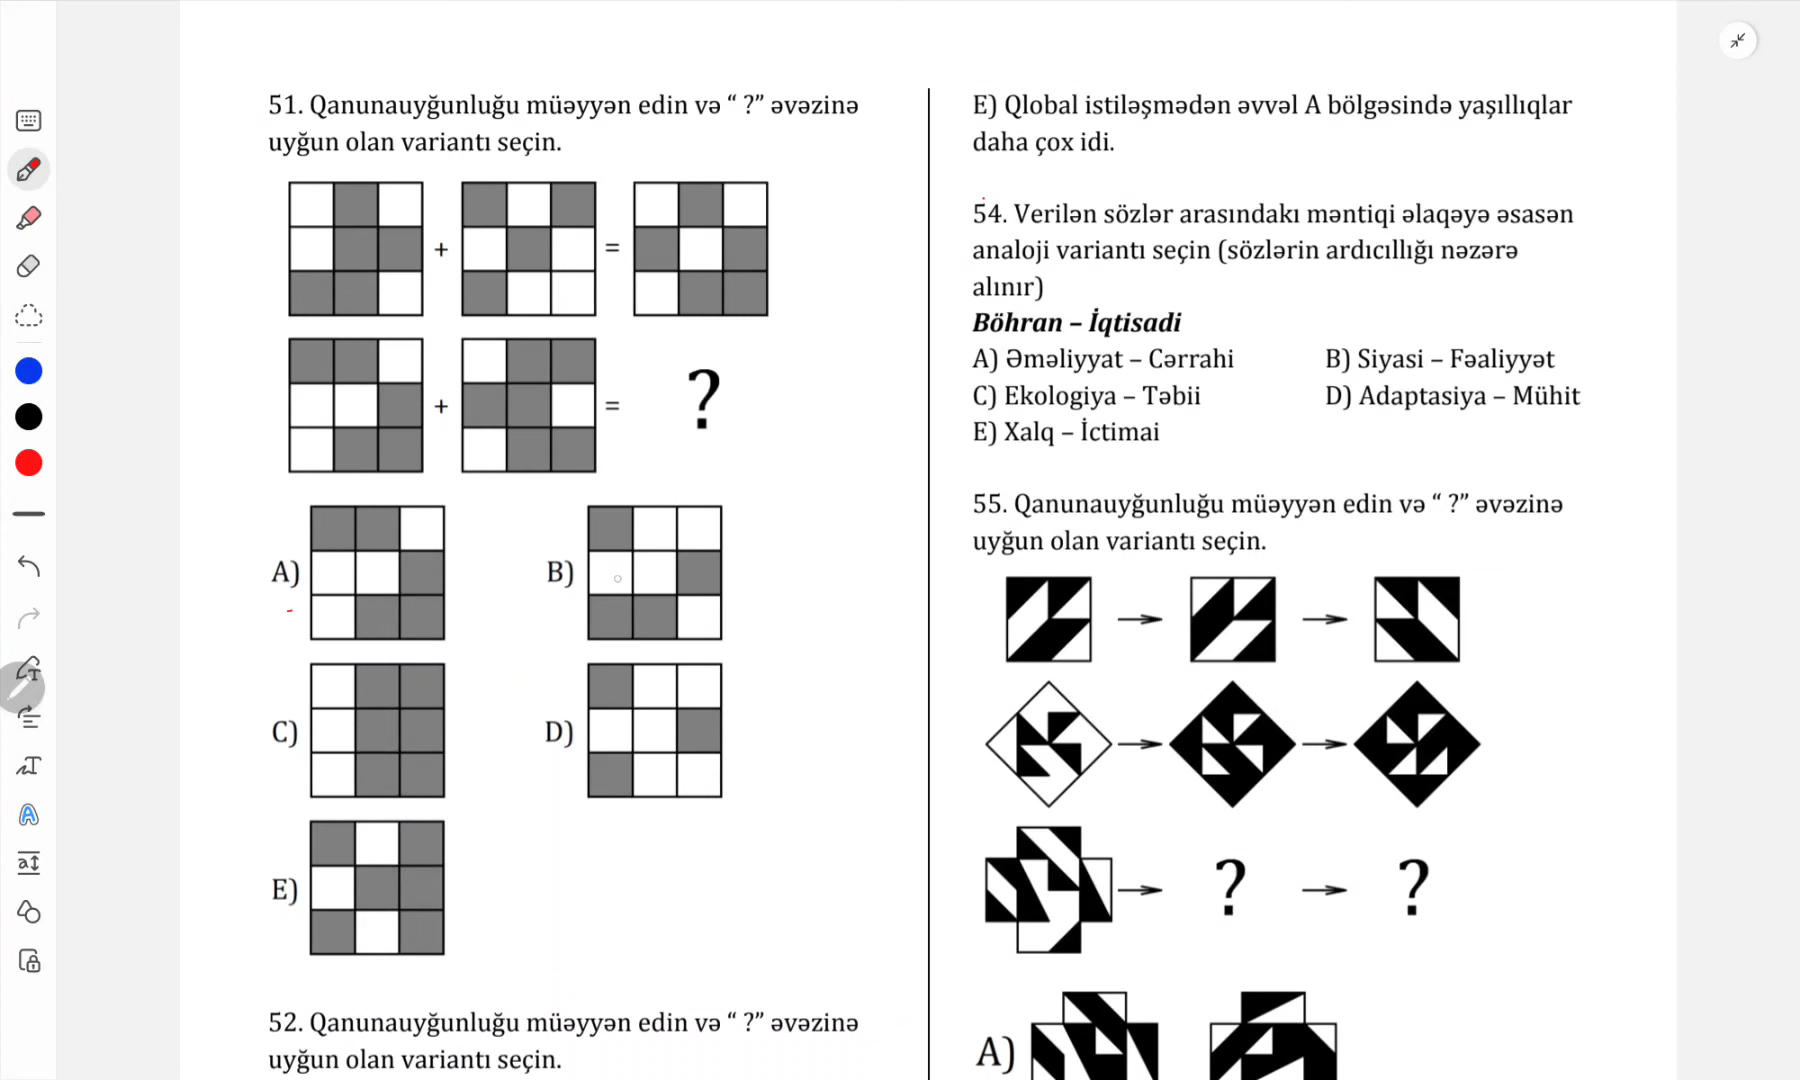 51. Qanunauyğunluğu müəyyən edin və “ ?” əvəzinə
uyğun olan variantı seçin.
+ =
+ = ?
A) B)
C) D)
E)
52. Qanunauyğunluğu müəyyən edin və “ ?” əvəzinə
uyğun olan variantı seçin.
E) Qlobal istiləşmədən əvvəl A bölgəsində yaşıllıqlar
daha çox idi.
54. Verilən sözlər arasındakı məntiqi əlaqəyə əsasən
analoji variantı seçin (sözlərin ardıcıllığı nəzərə
alınır)
Böhran – İqtisadi
A) Əməliyyat – Cərrahi B) Siyasi – Fəaliyyət
C) Ekologiya – Təbii D) Adaptasiya – Mühit
E) Xalq – İctimai
55. Qanunauyğunluğu müəyyən edin və “ ?” əvəzinə
uyğun olan variantı seçin.
? ?
A)